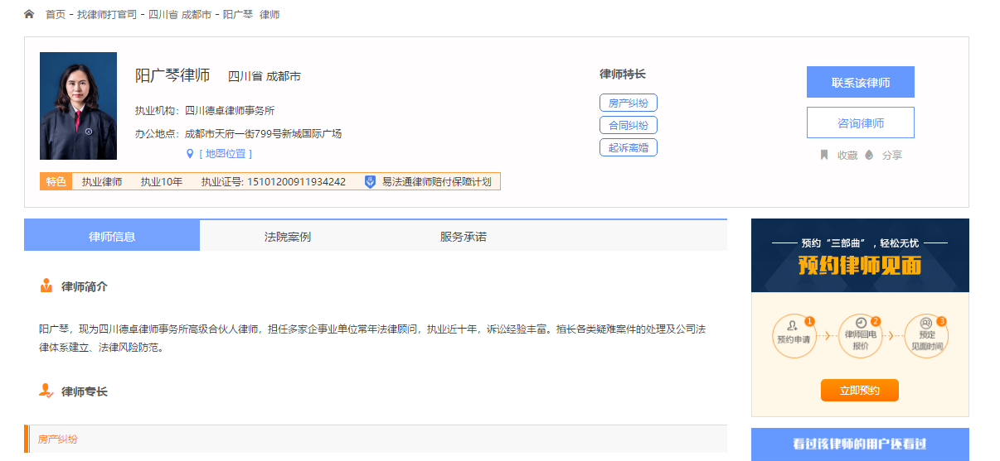 首页 - 找律师打官司 - 四川省 成都市 - 阳广琴 律师
阳广琴律师 四川省 成都市
执业机构：四川德卓律师事务所
办公地点：成都市天府一街799号新城国际广场
[ 地图位置 ]
特色 执业律师 执业10年 执业证号: 15101200911934242 易法通律师赔付保障计划
律师特长
房产纠纷
合同纠纷
起诉离婚
联系该律师
咨询律师
收藏 分享
律师信息 法院案例 服务承诺
律师简介
阳广琴，现为四川德卓律师事务所高级合伙人律师，担任多家企事业单位常年法律顾问，执业近十年，诉讼经验丰富。擅长各类疑难案件的处理及公司法
律体系建立、法律风险防范。
律师专长
房产纠纷
预约“三部曲”，轻松无忧
预约律师见面
1
预约申请
2
律师回电
报价
3
预定
见面时间
立即预约
看过该律师的用户还看过